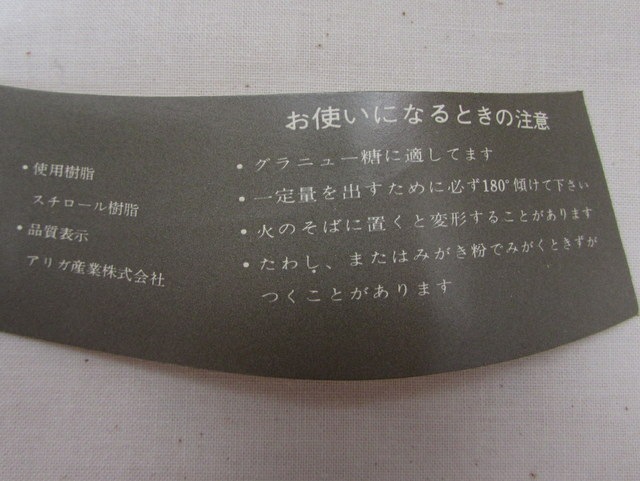 お使いになるときの注意
・グラニュー糖に適してます
・一定量を出すために必ず180°傾けて下さい
・火のそばに置くと変形することがあります
・たわし、またはみがき粉でみがくときずが
つくことがあります
・使用樹脂
スチロール樹脂
・品質表示
アリガ産業株式会社